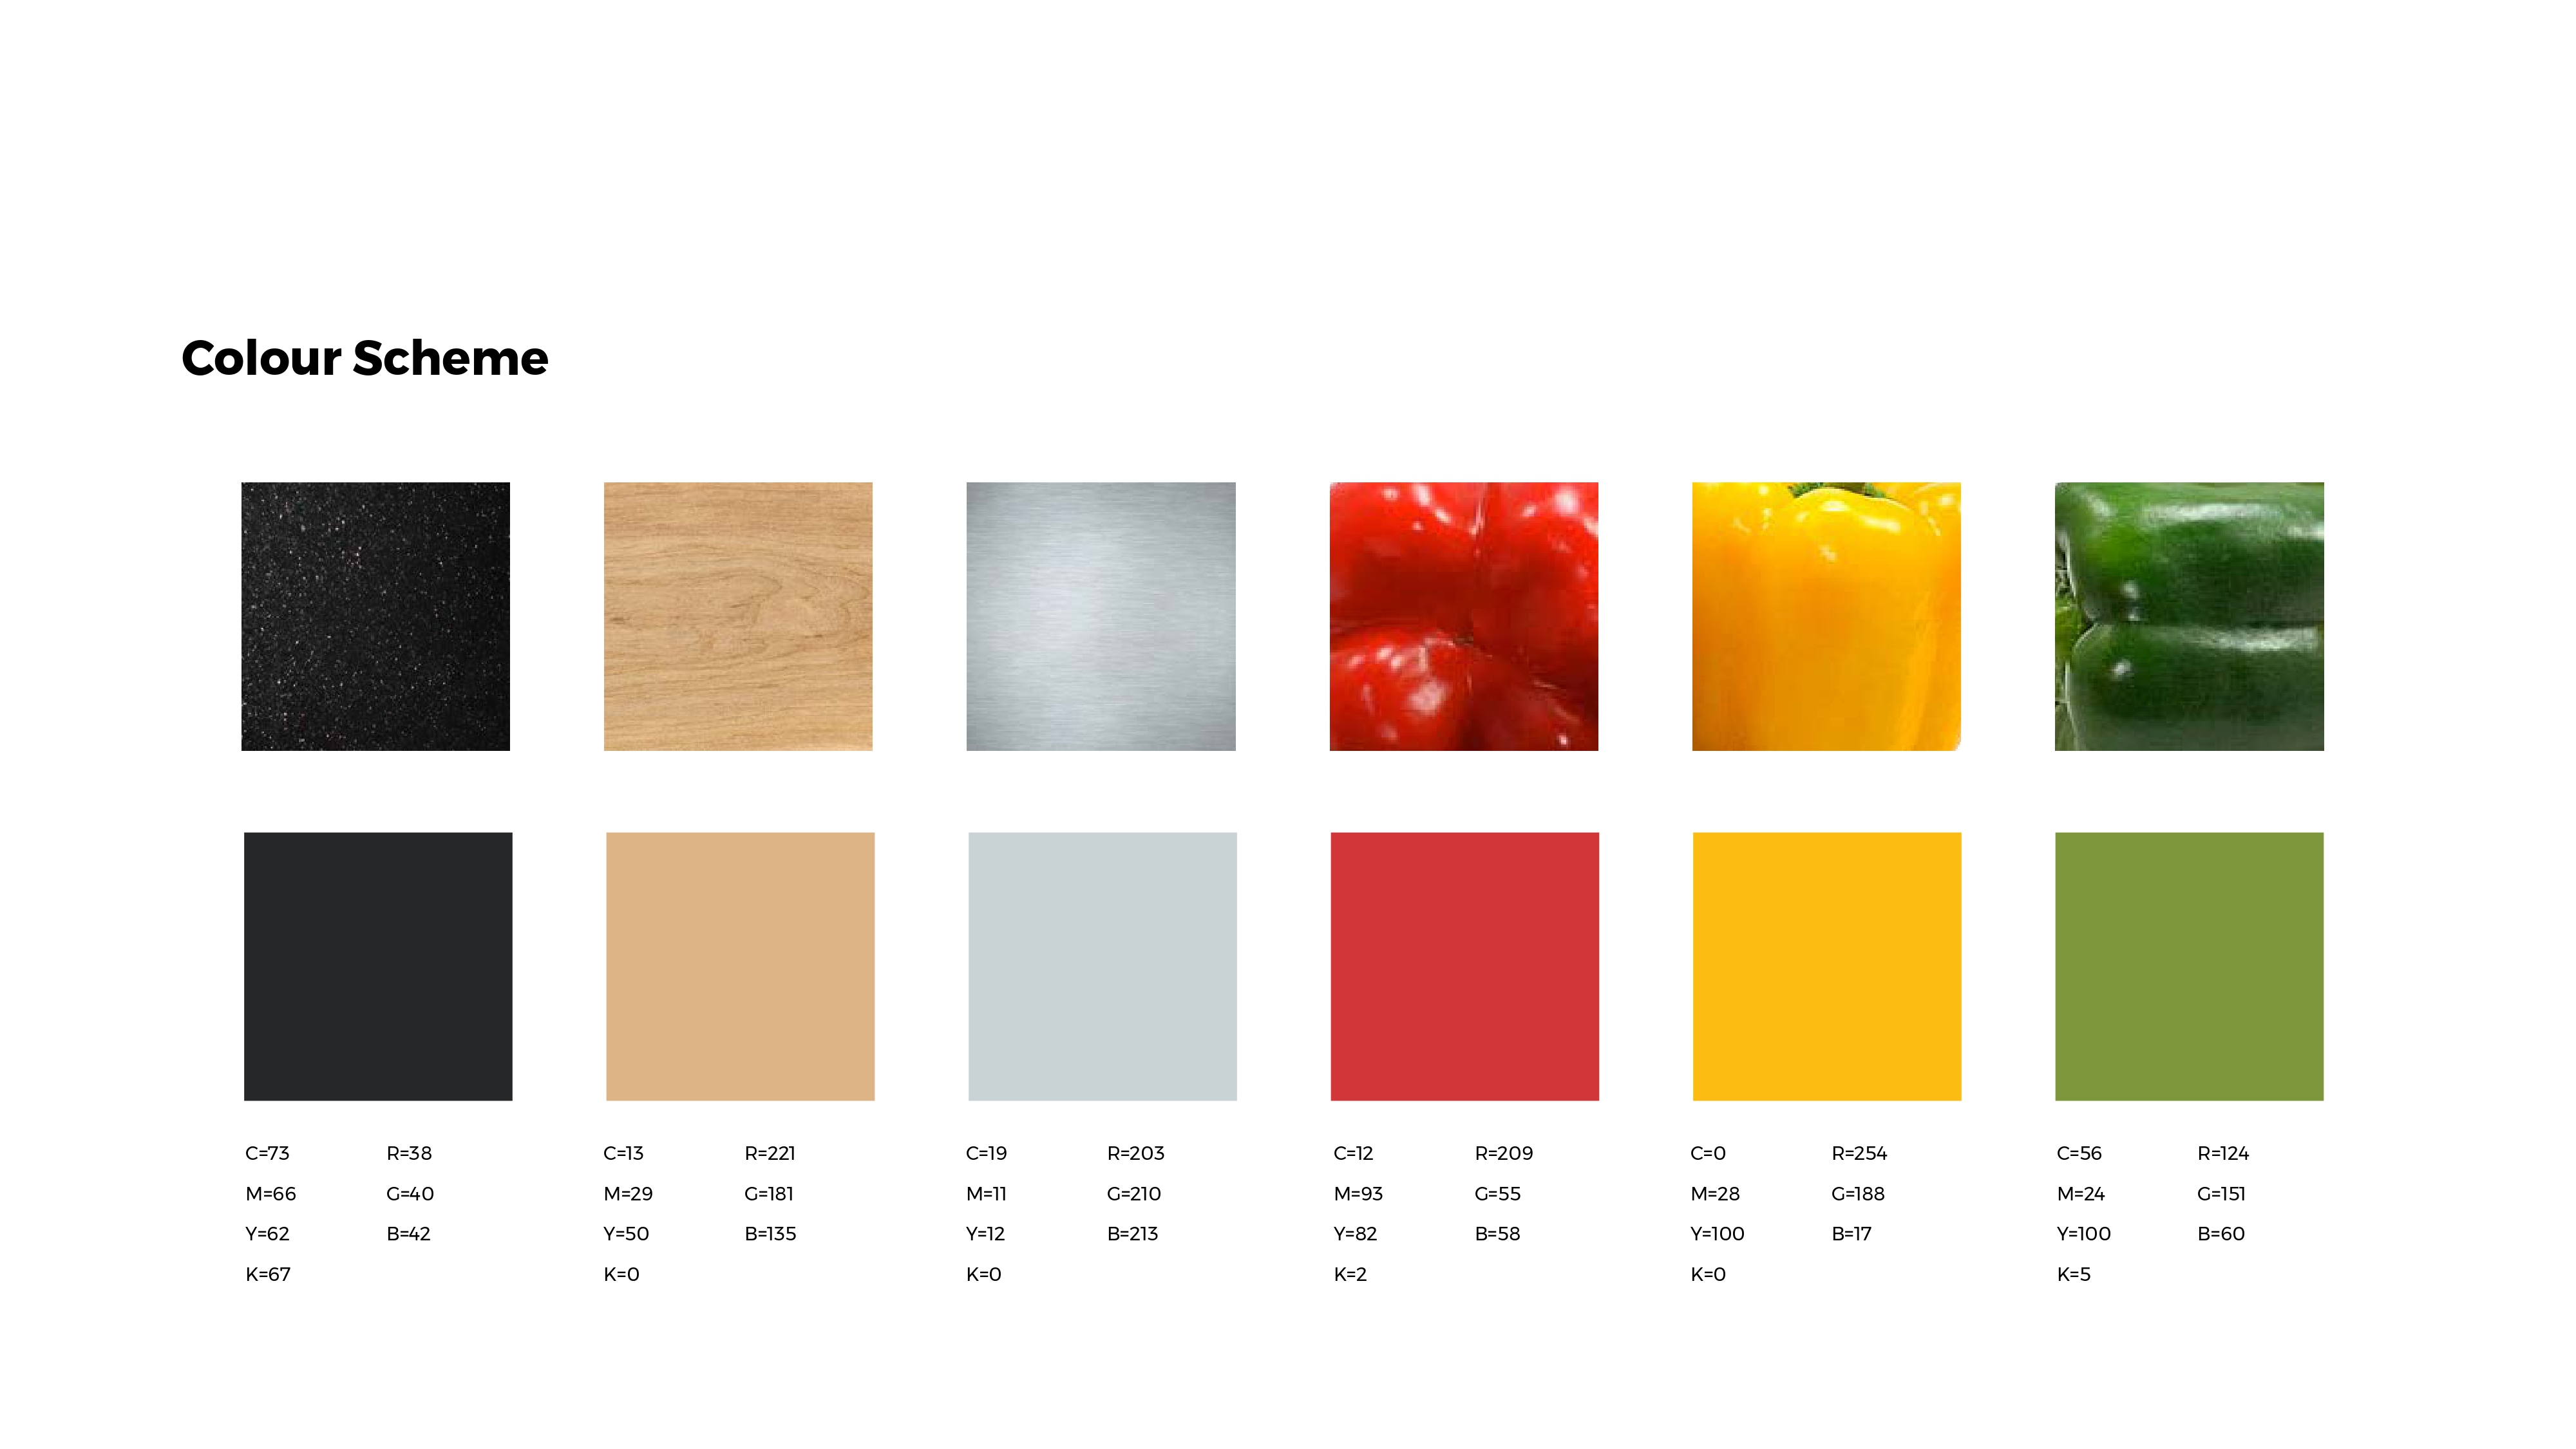 Colour Scheme
C=73 R=38
M=66 G=40
Y=62 B=42
K=67
C=13 R=221
M=29 G=181
Y=50 B=135
K=0
C=19 R=203
M=11 G=210
Y=12 B=213
K=0
C=12 R=209
M=93 G=55
Y=82 B=58
K=2
C=0 R=254
M=28 G=188
Y=100 B=17
K=0
C=56 R=124
M=24 G=151
Y=100 B=60
K=5